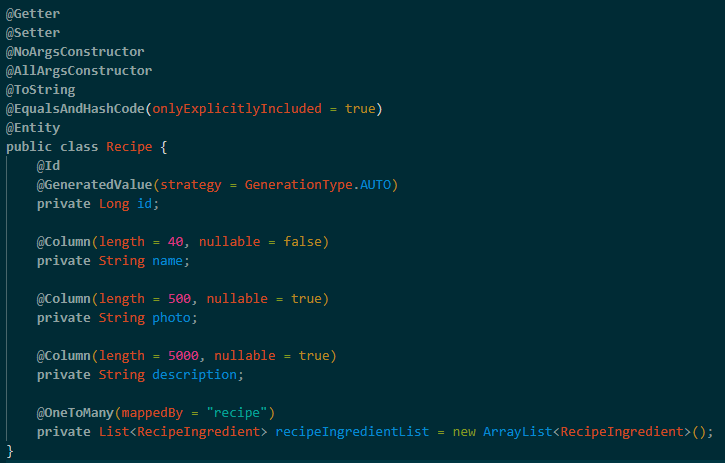 @Getter
@Setter
@NoArgsConstructor
@AllArgsConstructor
@ToString
@EqualsAndHashCode(onlyExplicitlyIncluded = true)
@Entity
public class Recipe {
    @Id
    @GeneratedValue(strategy = GenerationType.AUTO)
    private Long id;

    @Column(length = 40, nullable = false)
    private String name;

    @Column(length = 500, nullable = true)
    private String photo;

    @Column(length = 5000, nullable = true)
    private String description;

    @OneToMany(mappedBy = "recipe")
    private List<RecipeIngredient> recipeIngredientList = new ArrayList<RecipeIngredient>();
}